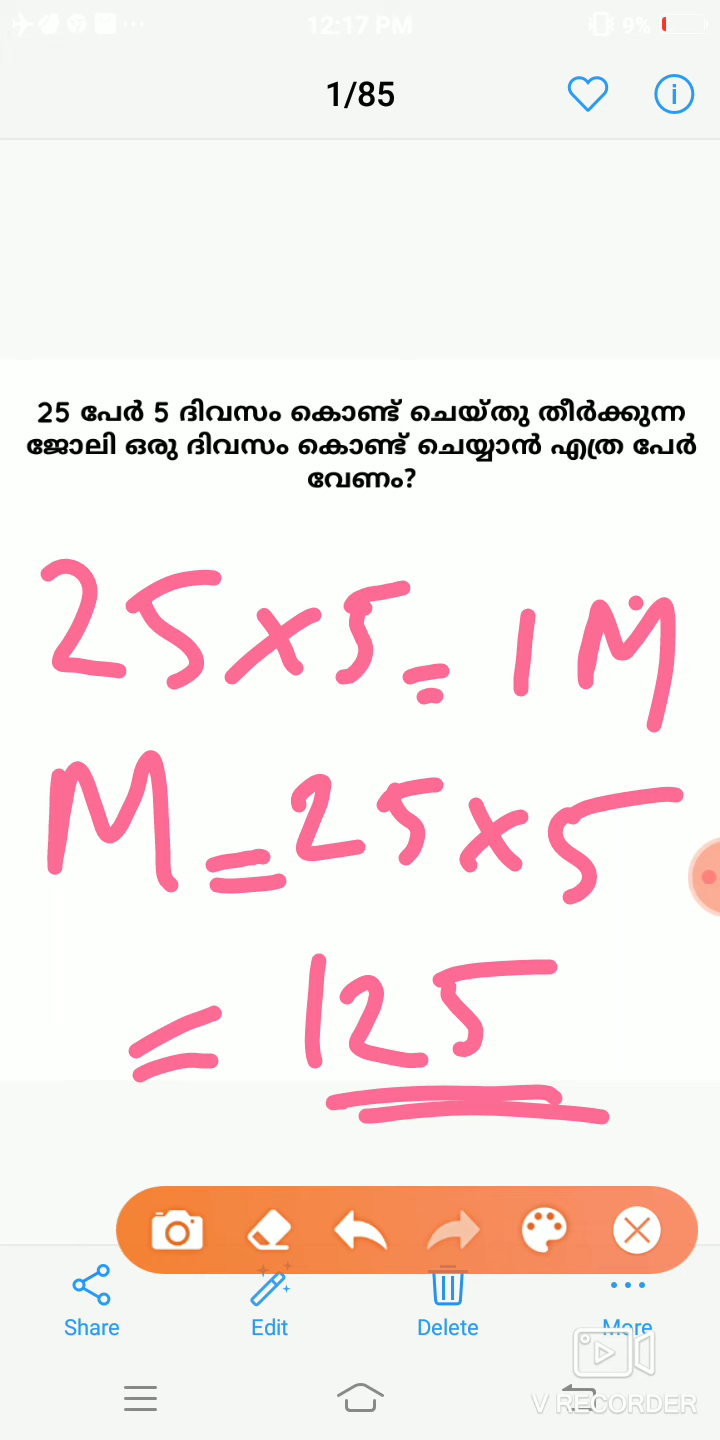 12:17 PM 9%
1/85
25 പേർ 5 ദിവസം കൊണ്ട് ചെയ്തു തീർക്കുന്ന
ജോലി ഒരു ദിവസം കൊണ്ട് ചെയ്യാൻ എത്ര പേർ
വേണം?
25 x 5 = 1 M
M = 25 x 5
= 125
Share Edit Delete More
V RECORDER